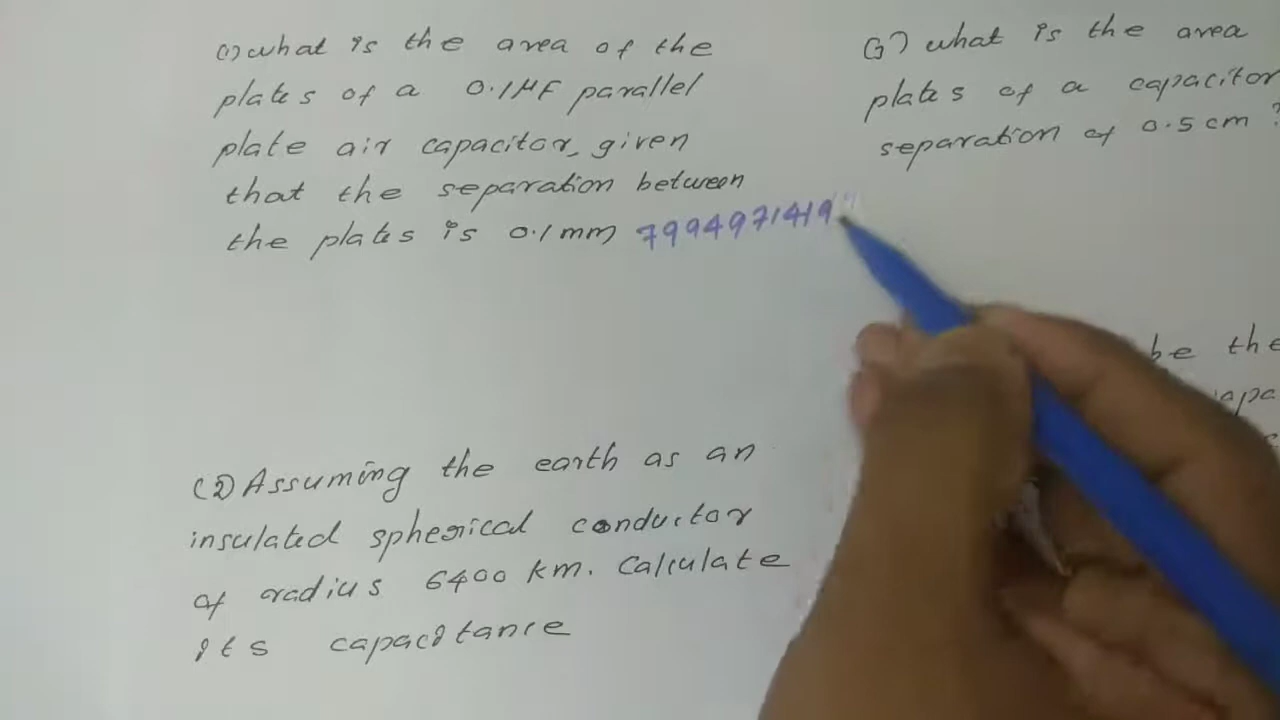 (1) what is the area of the
plates of a 0.1μF parallel
plate air capacitor, given
that the separation between
the plates is 0.1mm 7994971419
(2) Assuming the earth as an
insulated spherical conductor
of radius 6400 km. Calculate
its capacitance
(3) what is the area
plates of a capacitor
separation of 0.5cm ?
be the